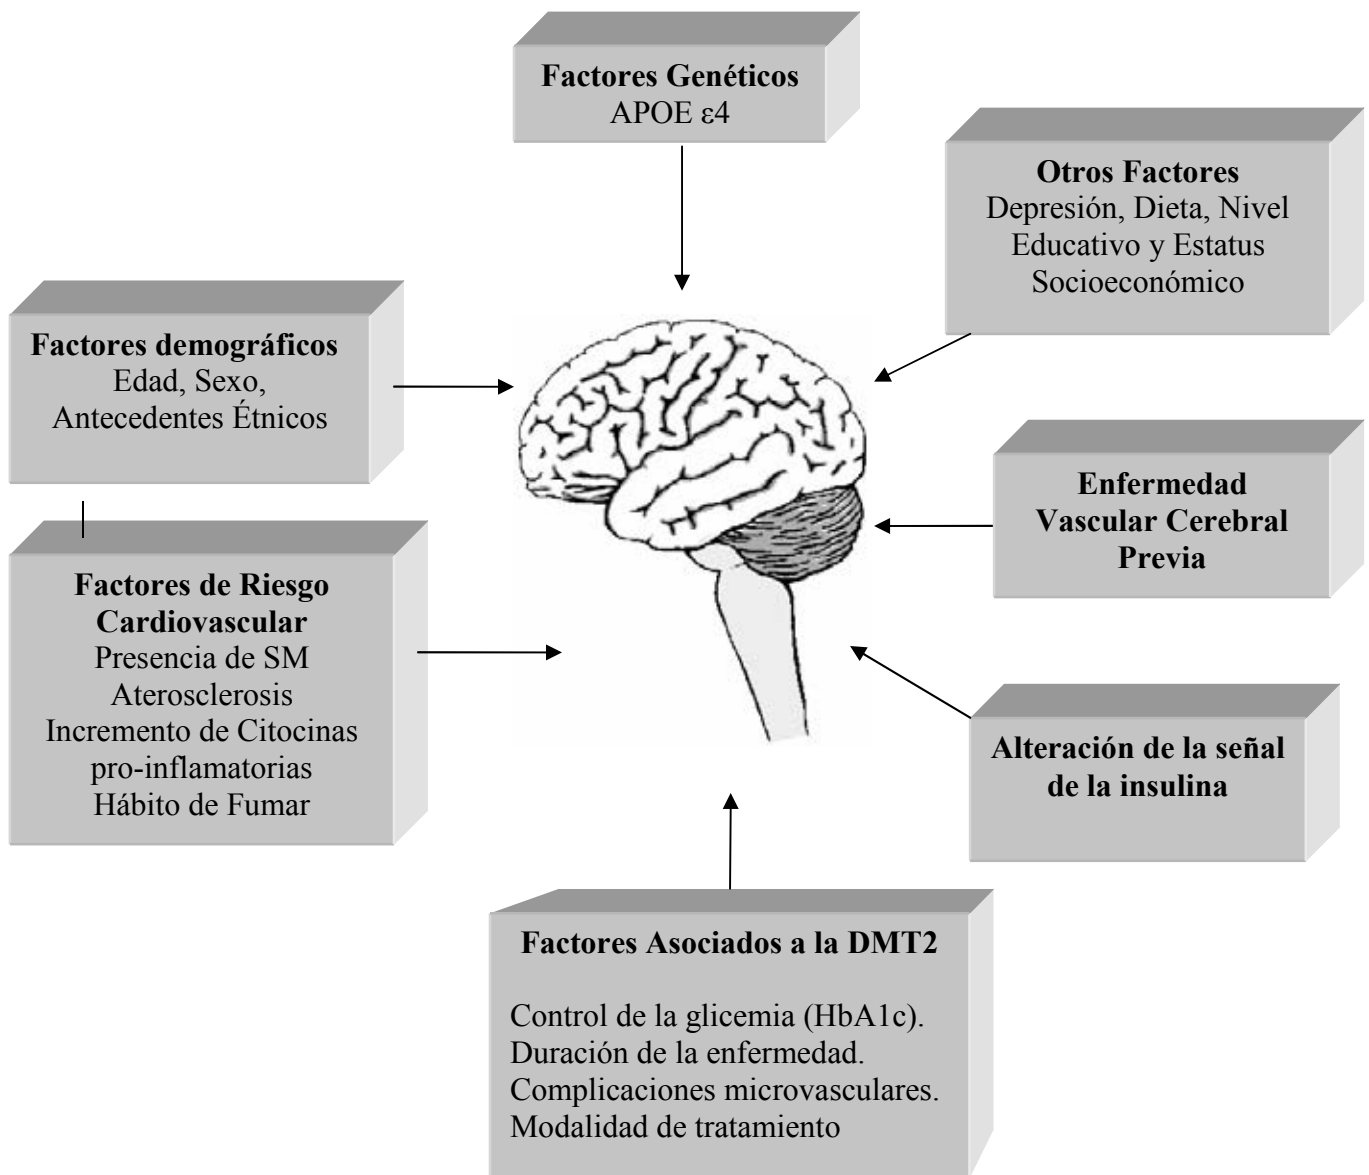 Factores Genéticos
APOE ε4
Otros Factores
Depresión, Dieta, Nivel
Educativo y Estatus
Socioeconómico
Factores demográficos
Edad, Sexo,
Antecedentes Étnicos
Enfermedad
Vascular Cerebral
Previa
Factores de Riesgo
Cardiovascular
Presencia de SM
Aterosclerosis
Incremento de Citocinas
pro-inflamatorias
Hábito de Fumar
Alteración de la señal
de la insulina
Factores Asociados a la DMT2
Control de la glicemia (HbA1c).
Duración de la enfermedad.
Complicaciones microvasculares.
Modalidad de tratamiento